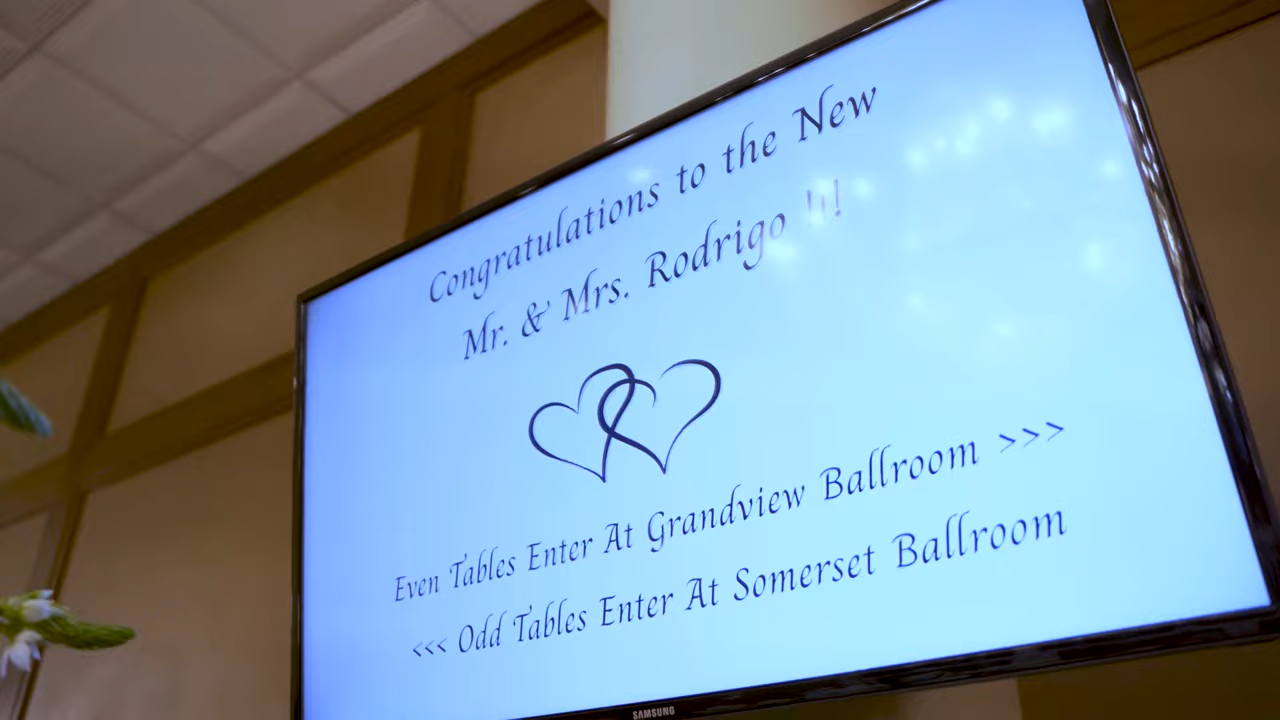 Congratulations to the New
Mr. & Mrs. Rodrigo !!!
Even Tables Enter At Grandview Ballroom >>>
<<< Odd Tables Enter At Somerset Ballroom
SAMSUNG